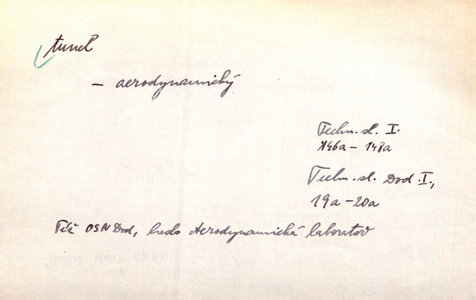 tunel
– aerodynamický
Techn. sl. I.
146a – 148a
Techn. sl. Dod. I.,
19a – 20a
Též OSN Dod, heslo Aerodynamická laboratoř